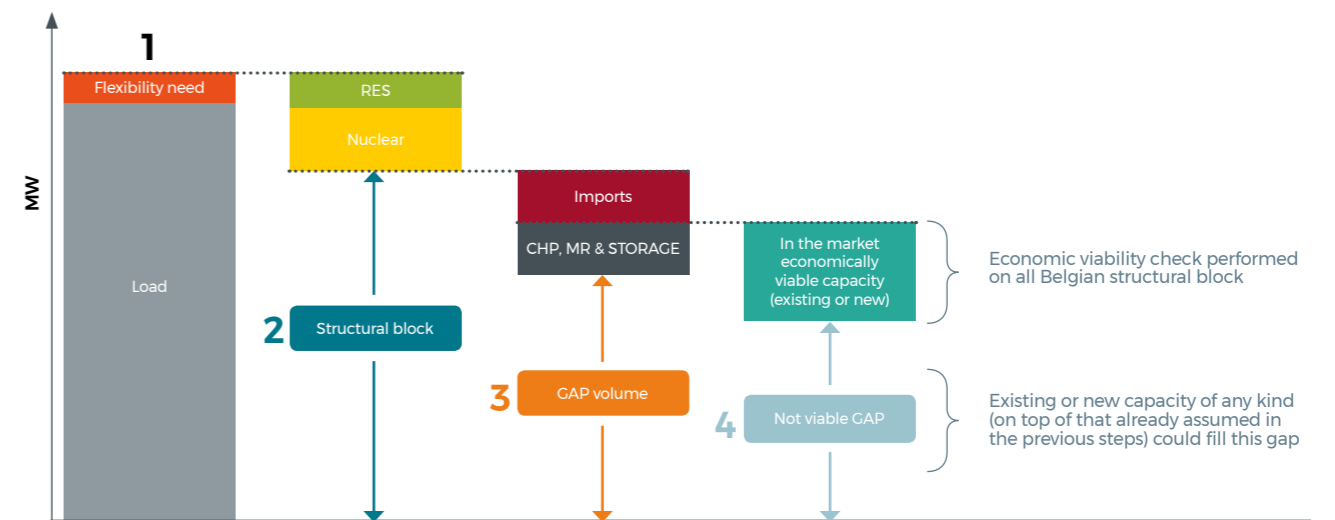 MW
1
Flexibility need
Load
RES
Nuclear
2
Structural block
Imports
CHP, MR & STORAGE
3
GAP volume
In the market
economically
viable capacity
(existing or new)
4
Not viable GAP
Economic viability check performed
on all Belgian structural block
Existing or new capacity of any kind
(on top of that already assumed in
the previous steps) could fill this gap